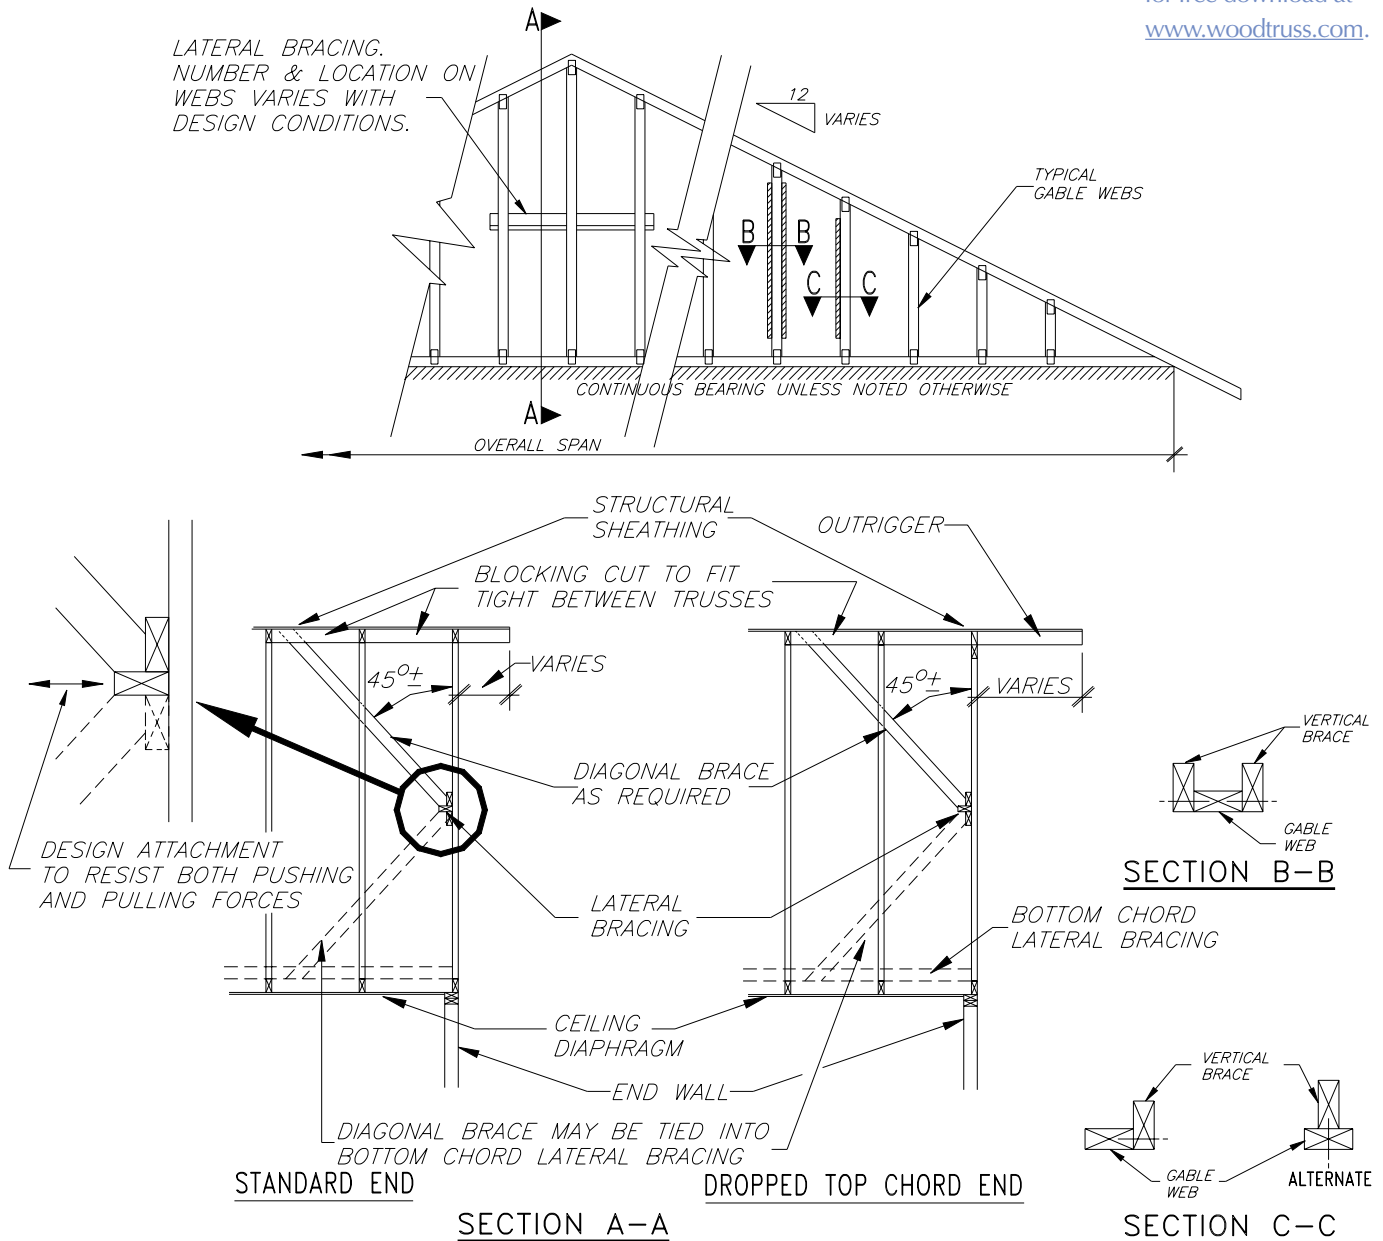 for free download at
www.woodtruss.com.
A
LATERAL BRACING.
NUMBER & LOCATION ON
WEBS VARIES WITH
DESIGN CONDITIONS.
12
VARIES
TYPICAL
GABLE WEBS
B B
C C
CONTINUOUS BEARING UNLESS NOTED OTHERWISE
A
OVERALL SPAN
STRUCTURAL
SHEATHING
OUTRIGGER
BLOCKING CUT TO FIT
TIGHT BETWEEN TRUSSES
45°±
VARIES
45°±
VARIES
VERTICAL
BRACE
DIAGONAL BRACE
AS REQUIRED
GABLE
WEB
SECTION B-B
DESIGN ATTACHMENT
TO RESIST BOTH PUSHING
AND PULLING FORCES
LATERAL
BRACING
BOTTOM CHORD
LATERAL BRACING
CEILING
DIAPHRAGM
END WALL
VERTICAL
BRACE
DIAGONAL BRACE MAY BE TIED INTO
BOTTOM CHORD LATERAL BRACING
GABLE
WEB
ALTERNATE
STANDARD END
DROPPED TOP CHORD END
SECTION A-A
SECTION C-C